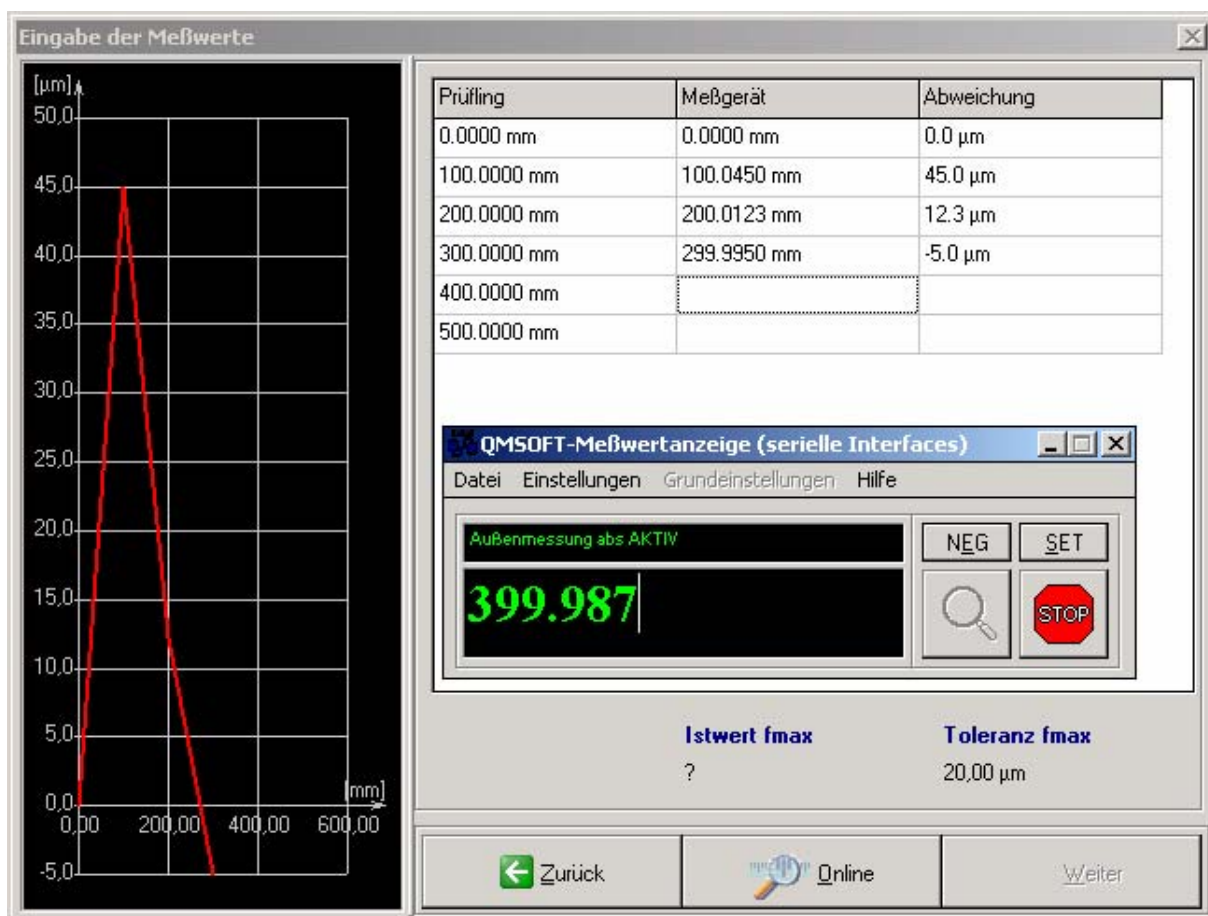 Eingabe der Meßwerte
[µm]
50,0
45,0
40,0
35,0
30,0
25,0
20,0
15,0
10,0
5,0
0,0
-5,0
0,00 200,00 400,00 600,00
[mm]
Prüfling Meßgerät Abweichung
0.0000 mm 0.0000 mm 0.0 µm
100.0000 mm 100.0450 mm 45.0 µm
200.0000 mm 200.0123 mm 12.3 µm
300.0000 mm 299.9950 mm -5.0 µm
400.0000 mm
500.0000 mm
QMSOFT-Meßwertanzeige (serielle Interfaces)
Datei Einstellungen Grundeinstellungen Hilfe
Außenmessung abs AKTIV
399.987
NEG SET
STOP
Istwert fmax Toleranz fmax
? 20,00 µm
Zurück Online Weiter